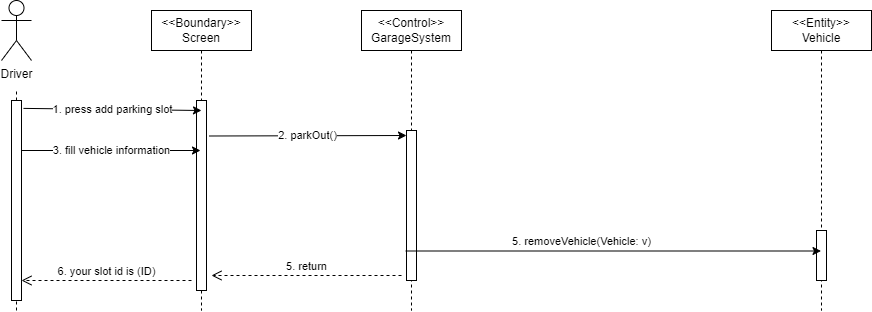 <<Boundary>>
Screen
<<Control>>
GarageSystem
<<Entity>>
Vehicle
Driver
1. press add parking slot
2. parkOut()
3. fill vehicle information
5. removeVehicle(Vehicle: v)
5. return
6. your slot id is (ID)